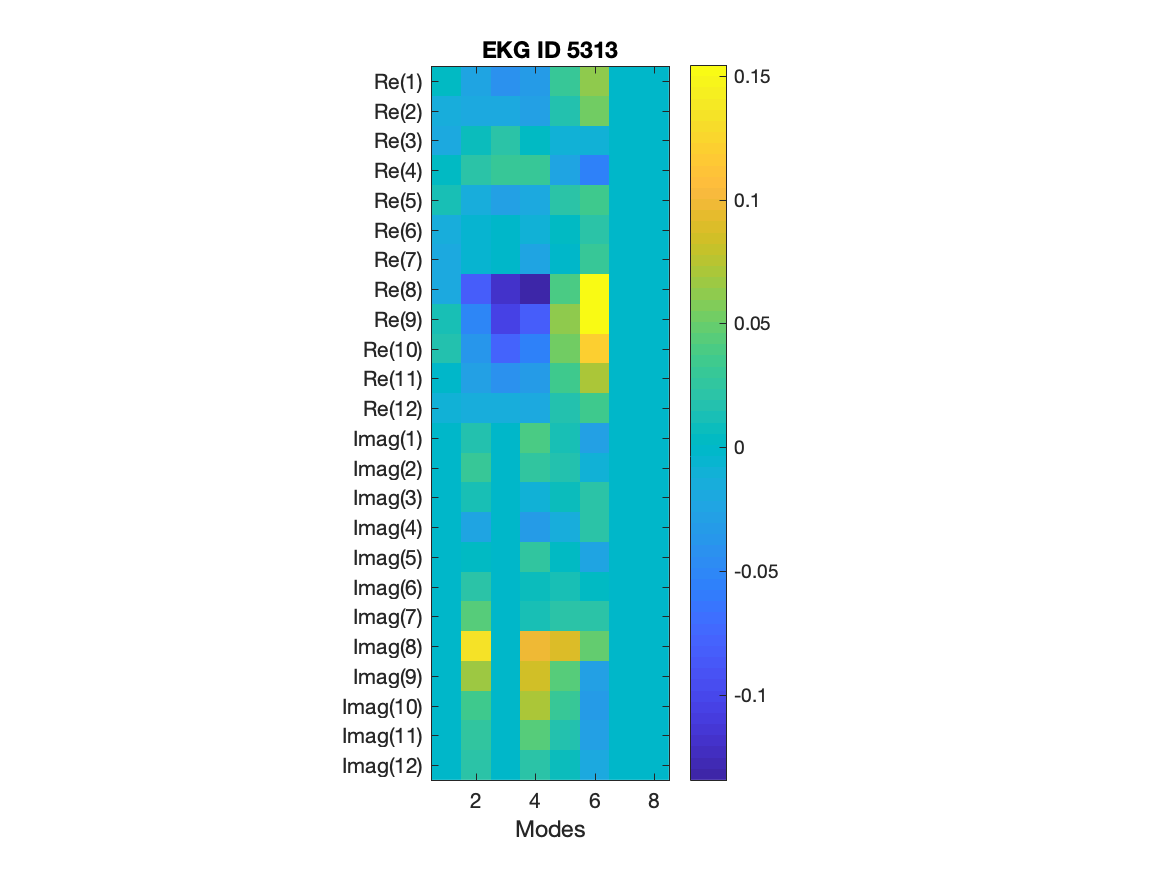 EKG ID 5313
Re(1)
Re(2)
Re(3)
Re(4)
Re(5)
Re(6)
Re(7)
Re(8)
Re(9)
Re(10)
Re(11)
Re(12)
Imag(1)
Imag(2)
Imag(3)
Imag(4)
Imag(5)
Imag(6)
Imag(7)
Imag(8)
Imag(9)
Imag(10)
Imag(11)
Imag(12)
2 4 6 8
Modes
0.15
0.1
0.05
0
-0.05
-0.1